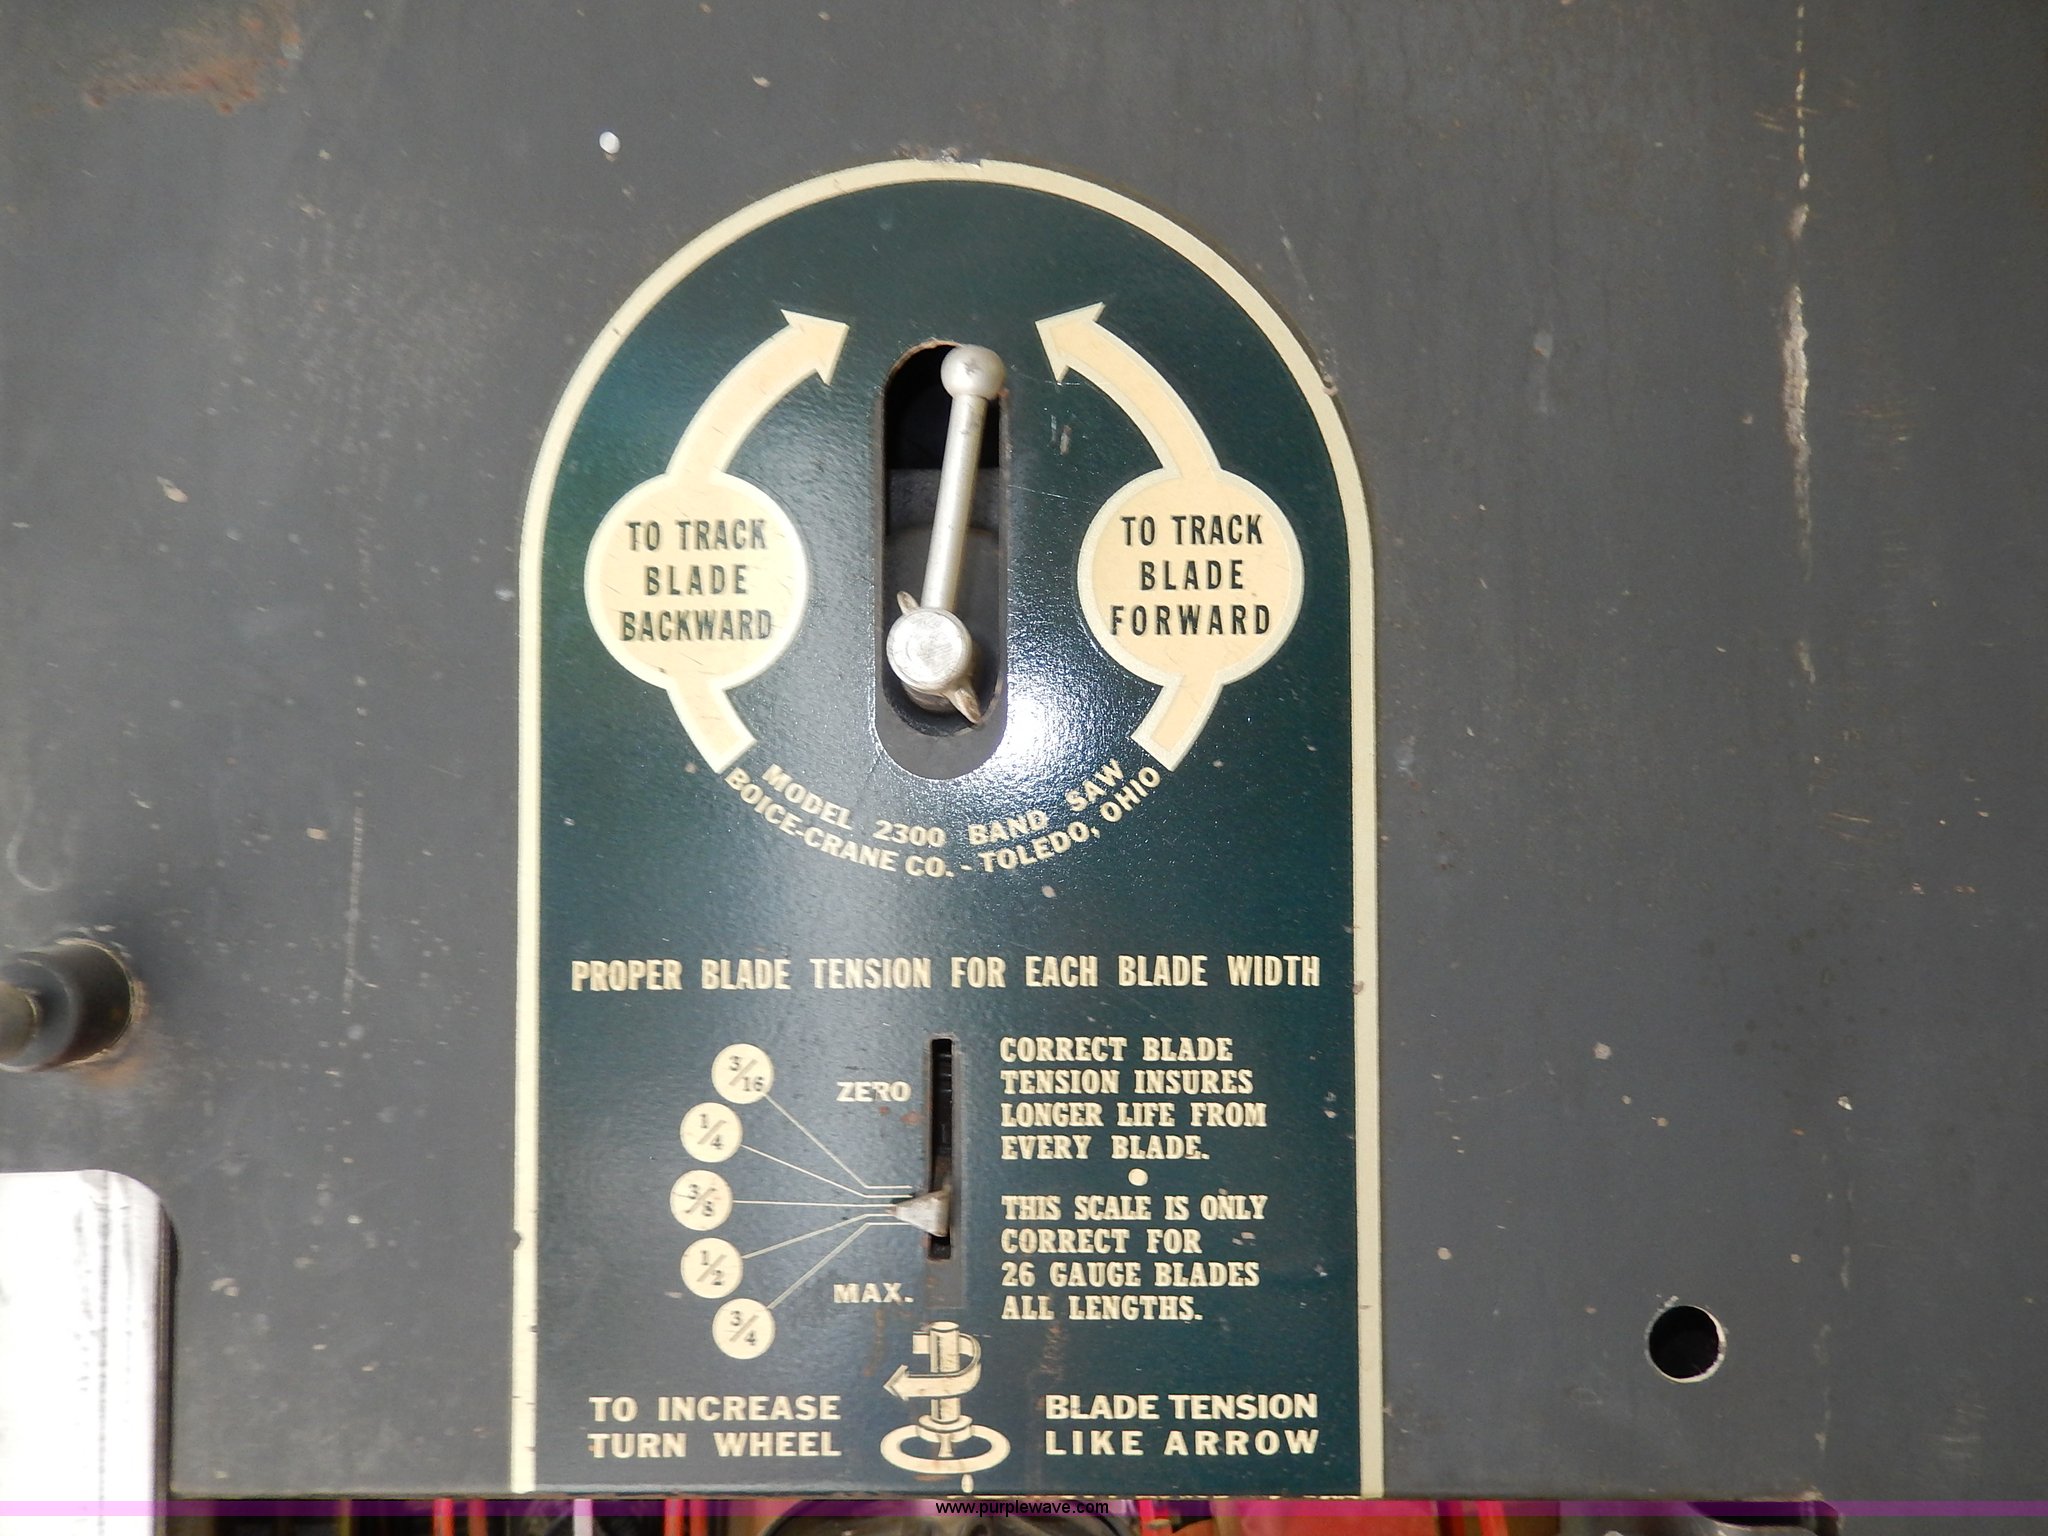 TO TRACK
BLADE
BACKWARD
TO TRACK
BLADE
FORWARD
MODEL 2300 BAND SAW
BOICE-CRANE CO. - TOLEDO, OHIO
PROPER BLADE TENSION FOR EACH BLADE WIDTH
3/16
1/4
3/8
1/2
3/4
ZERO
MAX.
CORRECT BLADE
TENSION INSURES
LONGER LIFE FROM
EVERY BLADE.
THIS SCALE IS ONLY
CORRECT FOR
26 GAUGE BLADES
ALL LENGTHS.
TO INCREASE BLADE TENSION
TURN WHEEL LIKE ARROW
www.purplewave.com